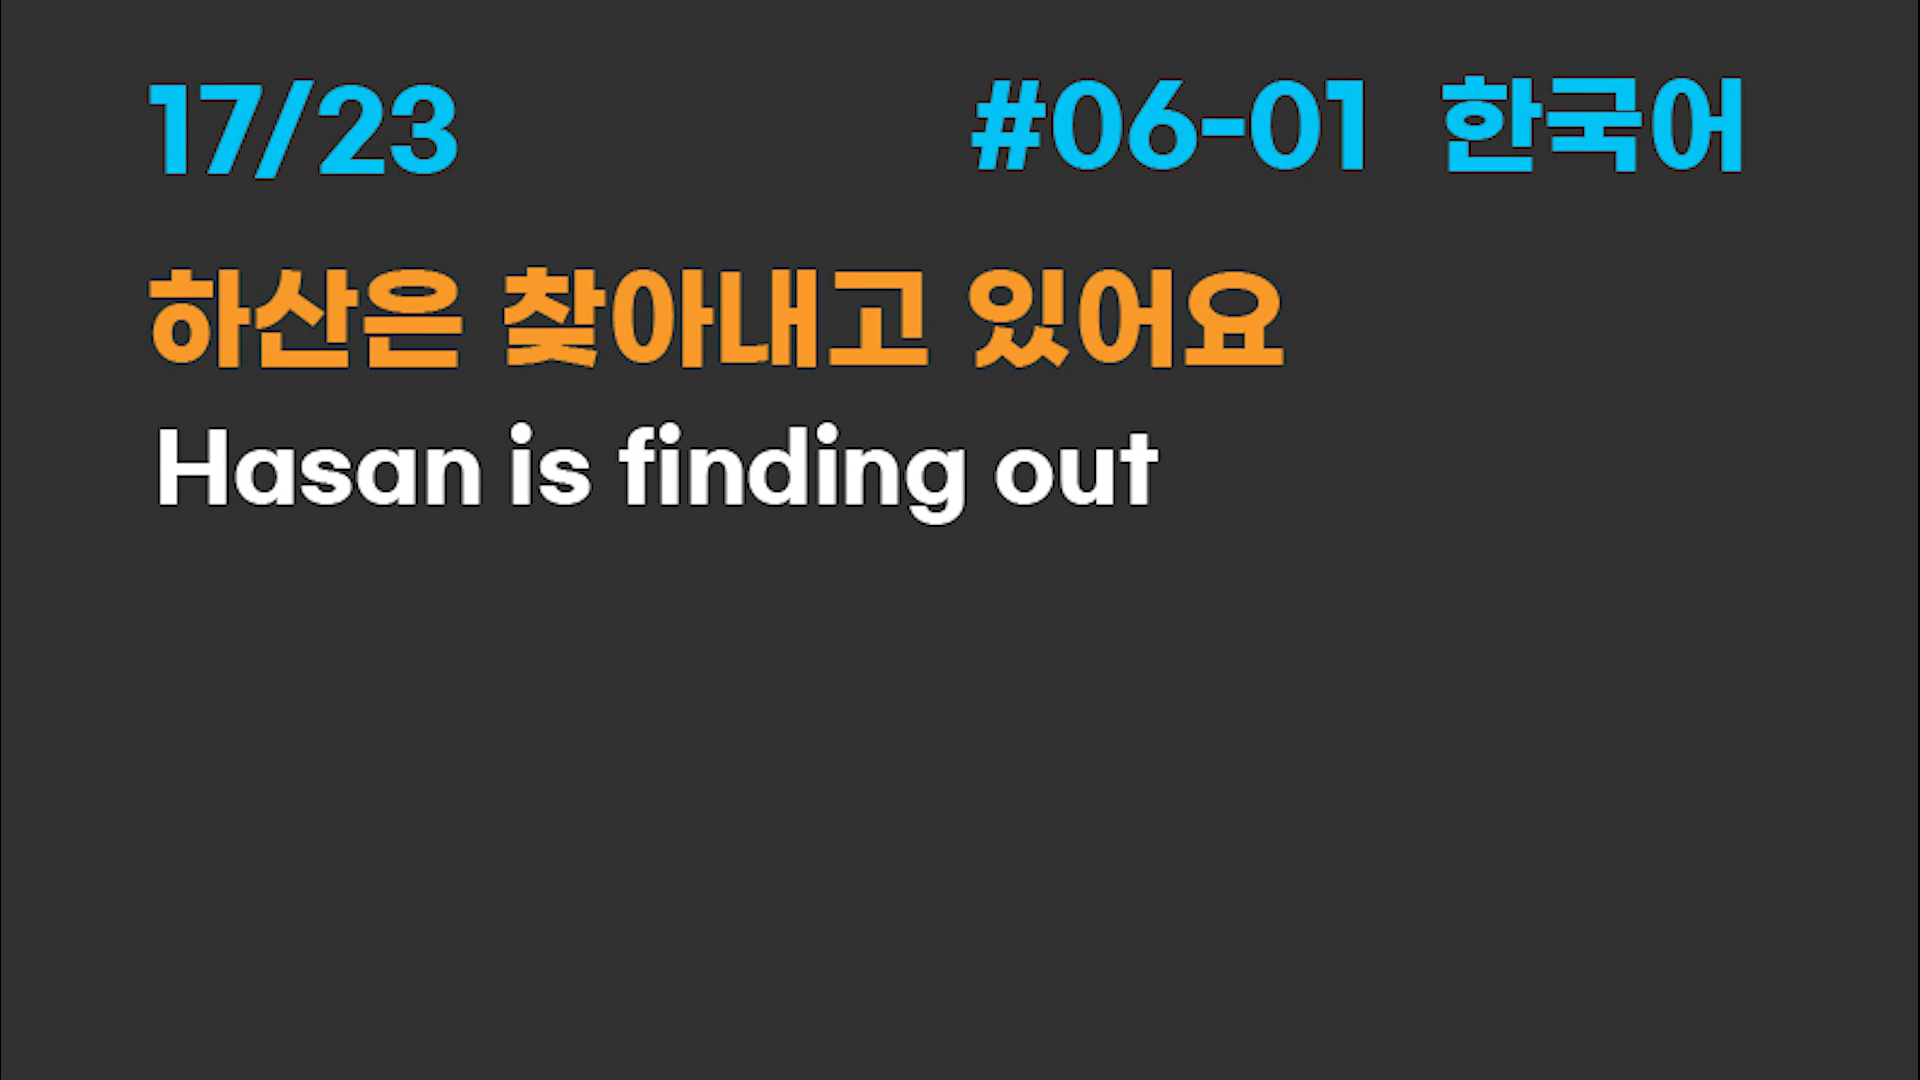 17/23 #06-01 한국어
하산은 찾아내고 있어요
Hasan is finding out